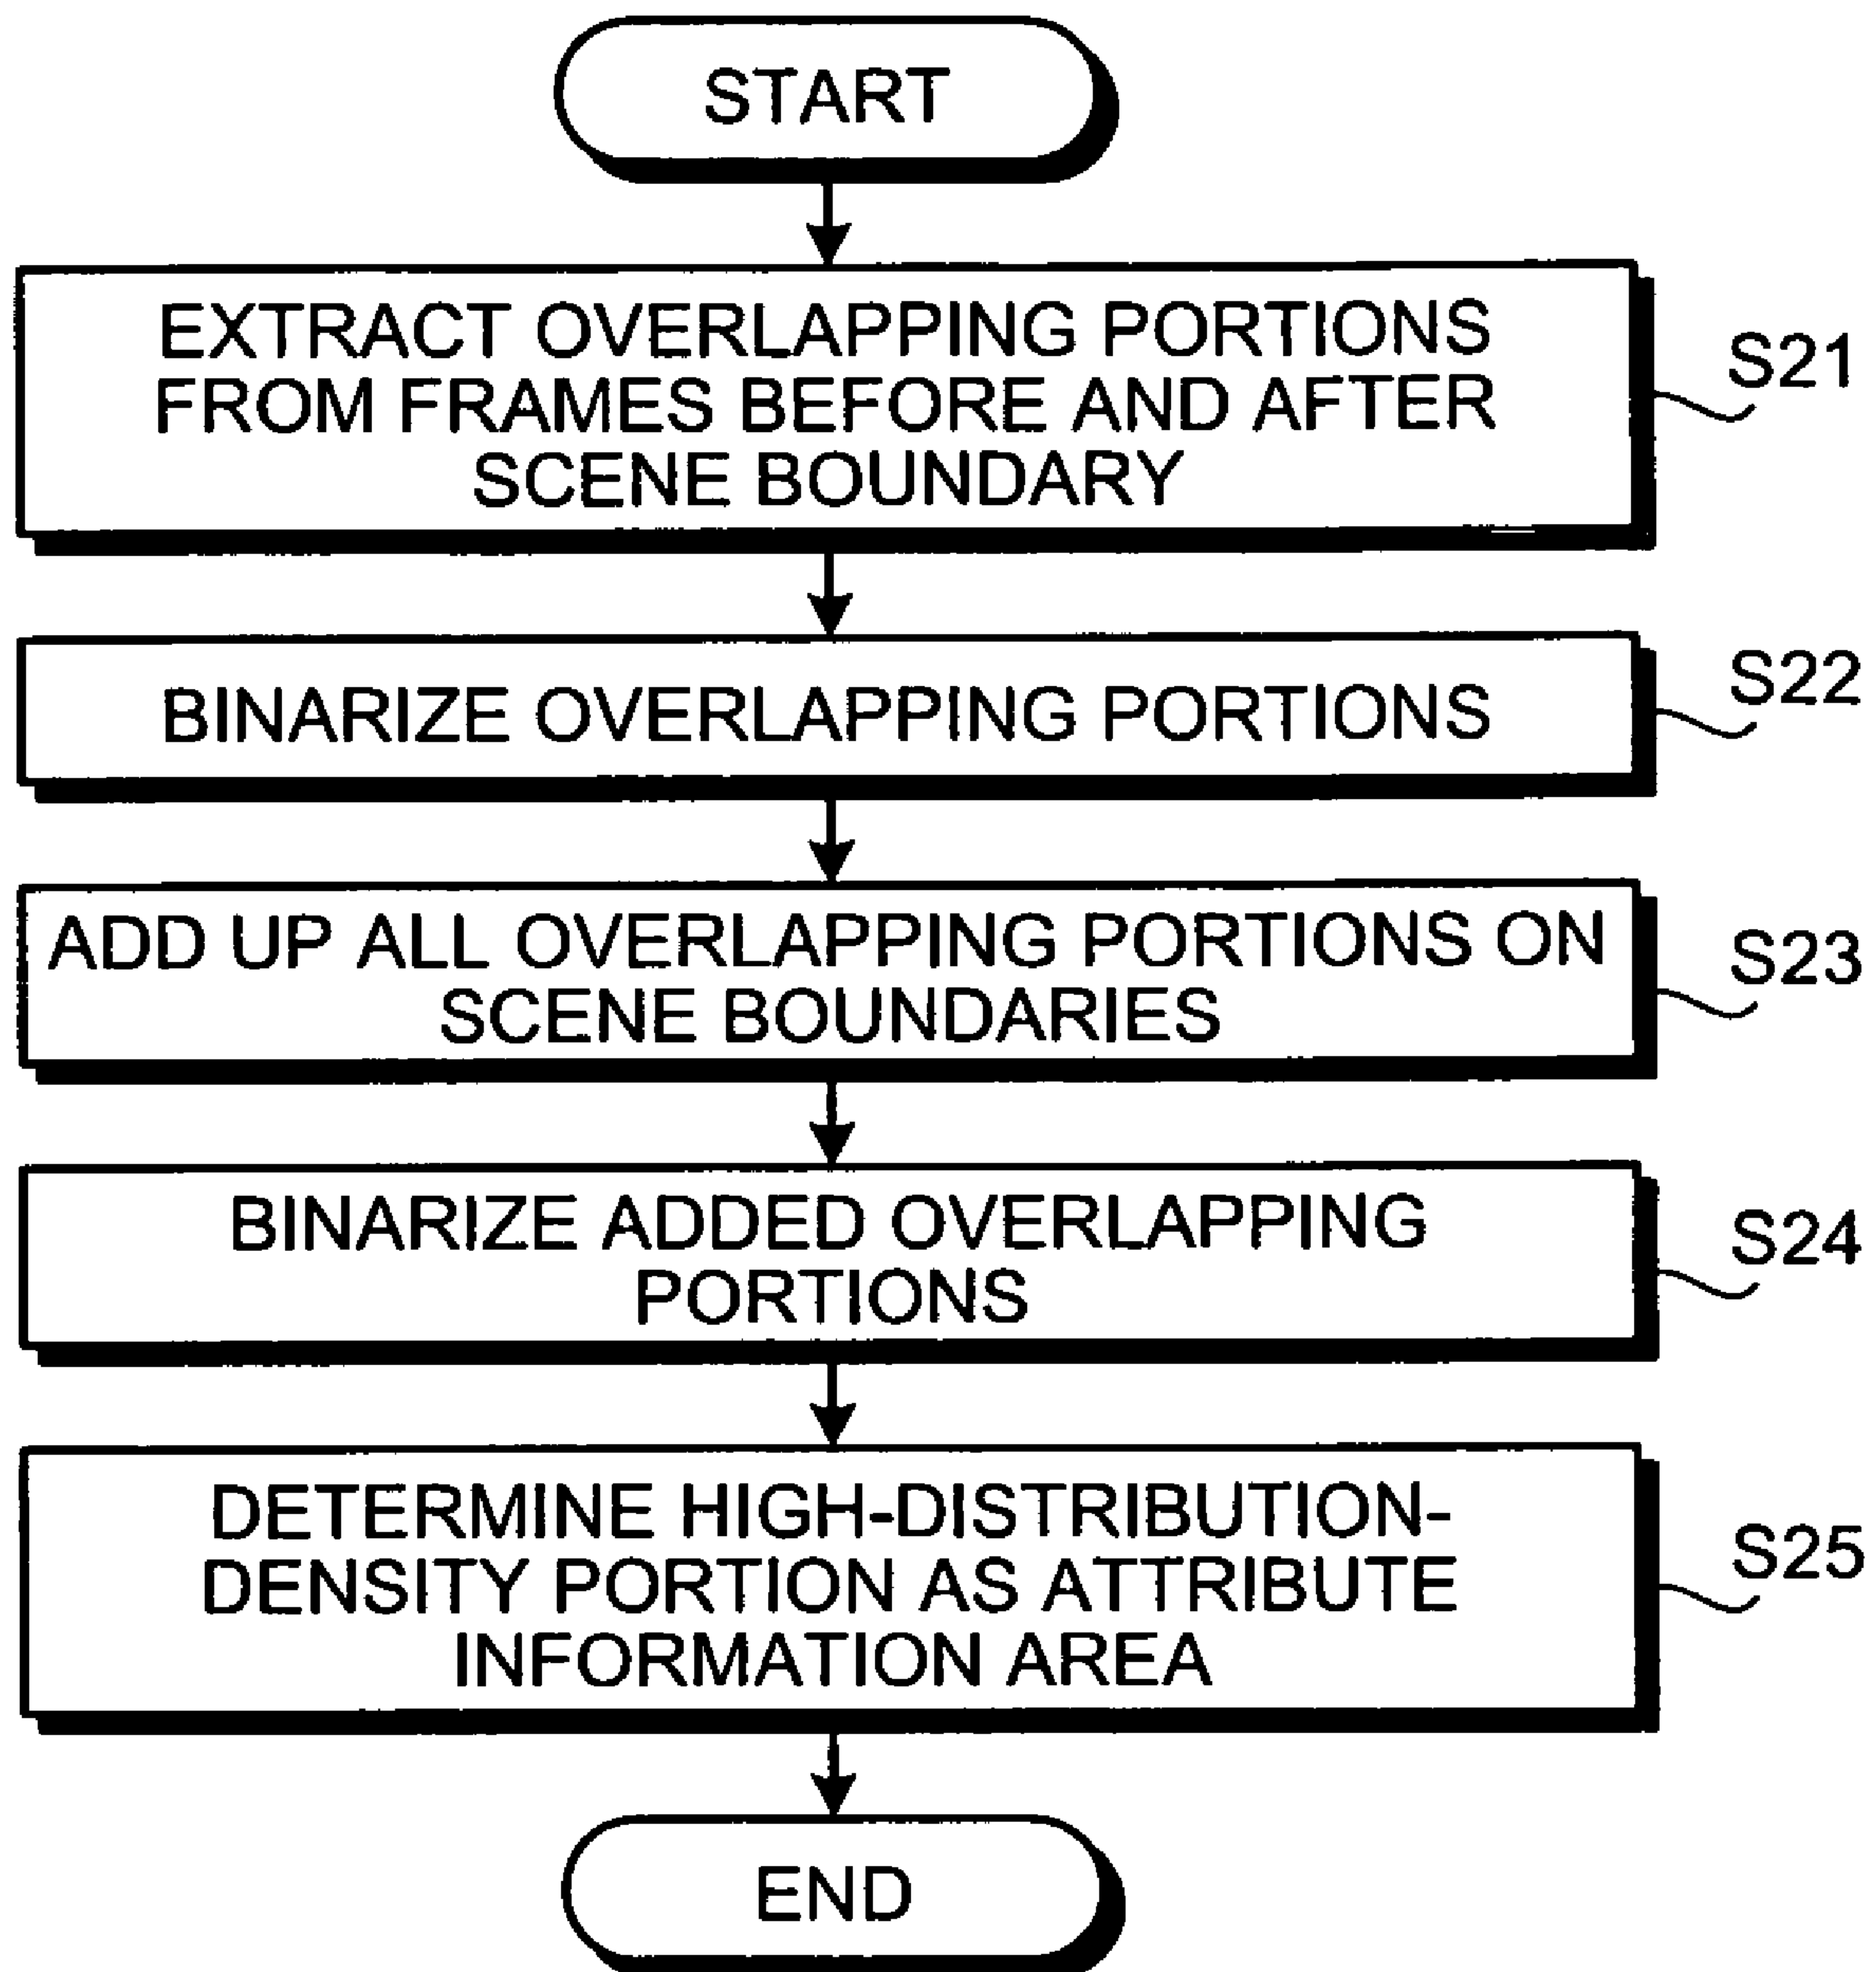 START
EXTRACT OVERLAPPING PORTIONS
FROM FRAMES BEFORE AND AFTER
SCENE BOUNDARY
S21
BINARIZE OVERLAPPING PORTIONS
S22
ADD UP ALL OVERLAPPING PORTIONS ON
SCENE BOUNDARIES
S23
BINARIZE ADDED OVERLAPPING
PORTIONS
S24
DETERMINE HIGH-DISTRIBUTION-
DENSITY PORTION AS ATTRIBUTE
INFORMATION AREA
S25
END